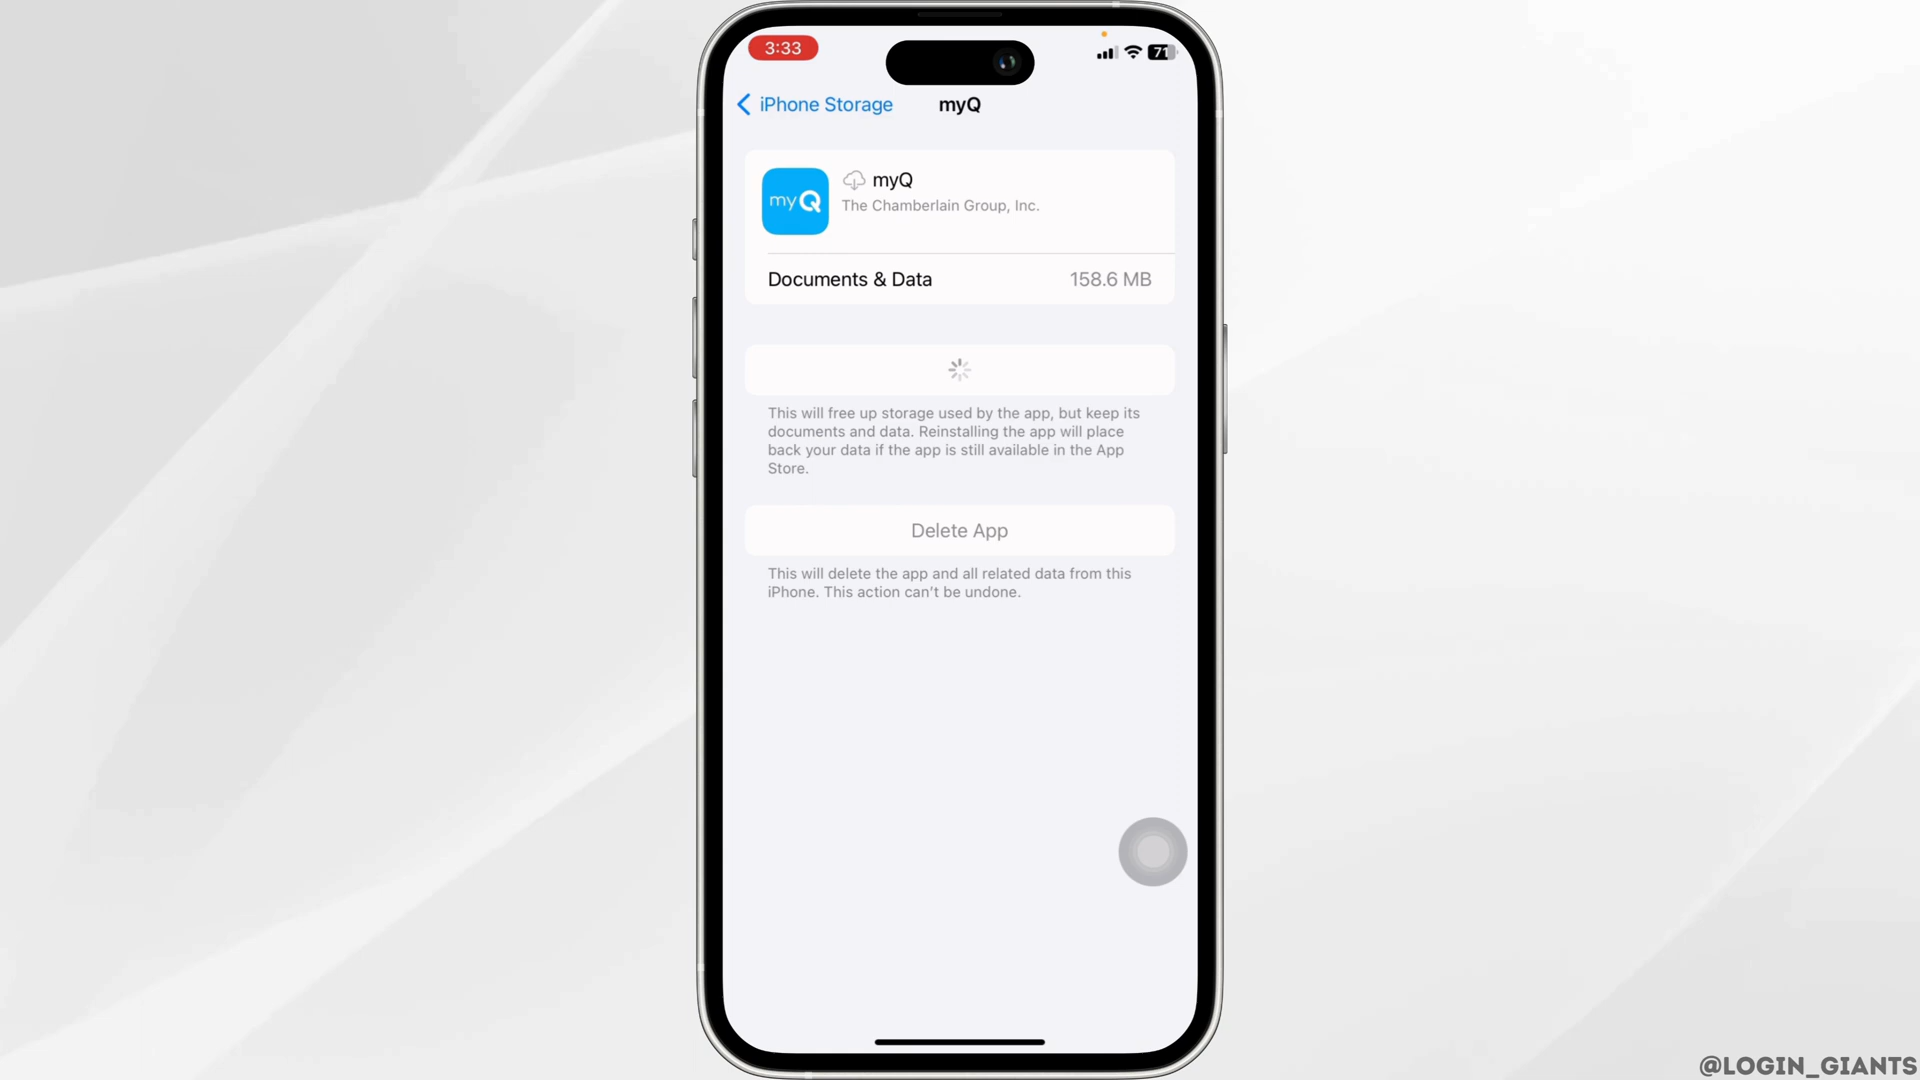 3:33
71
iPhone Storage
myQ
myQ
myQ
The Chamberlain Group, Inc.
Documents & Data
158.6 MB
This will free up storage used by the app, but keep its
documents and data. Reinstalling the app will place
back your data if the app is still available in the App
Store.
Delete App
This will delete the app and all related data from this
iPhone. This action can't be undone.
@LOGIN_GIANTS